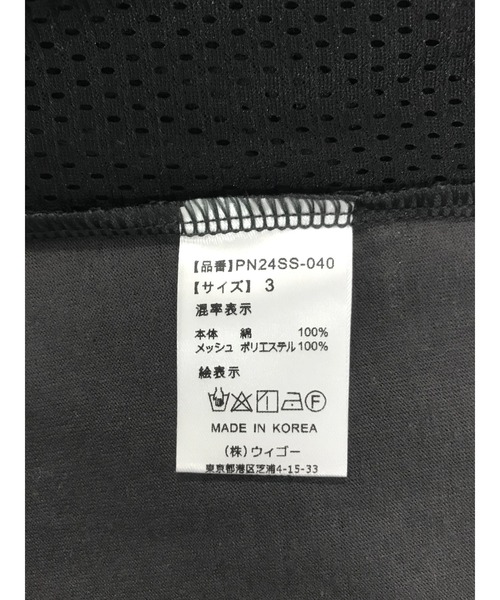 【品番】PN24SS-040
【サイズ】 3
混率表示
本体 綿 100%
メッシュ ポリエステル100%
絵表示
F
MADE IN KOREA
(株)ウィゴー
東京都港区芝浦4-15-33